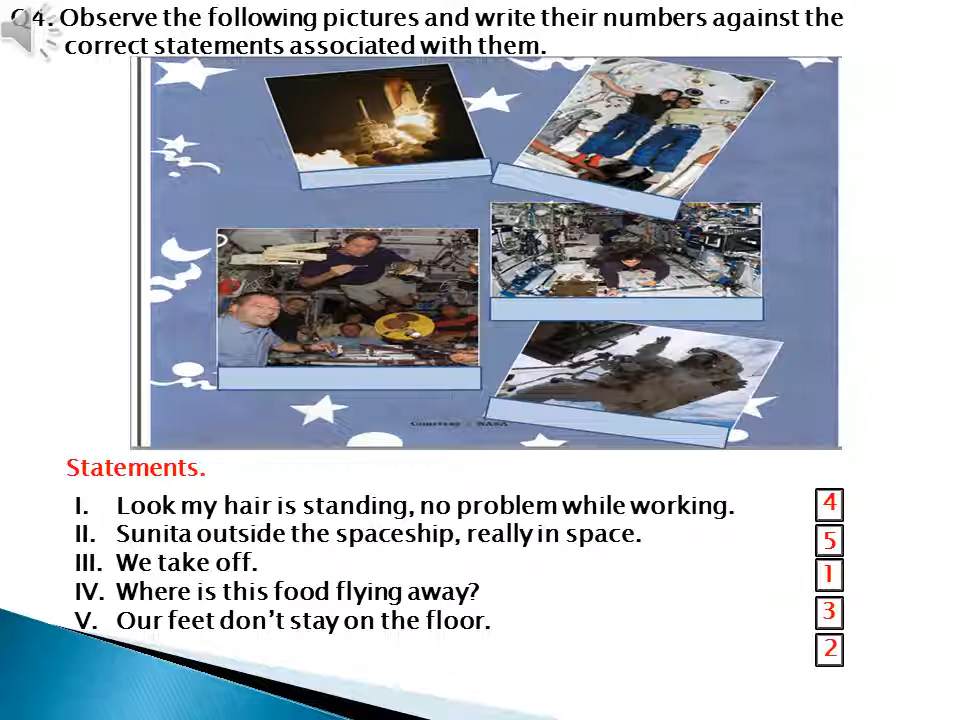 Q4. Observe the following pictures and write their numbers against the
correct statements associated with them.
Courtesy : NASA
Statements.
I. Look my hair is standing, no problem while working. 4
II. Sunita outside the spaceship, really in space. 5
III. We take off. 1
IV. Where is this food flying away? 3
V. Our feet don't stay on the floor. 2